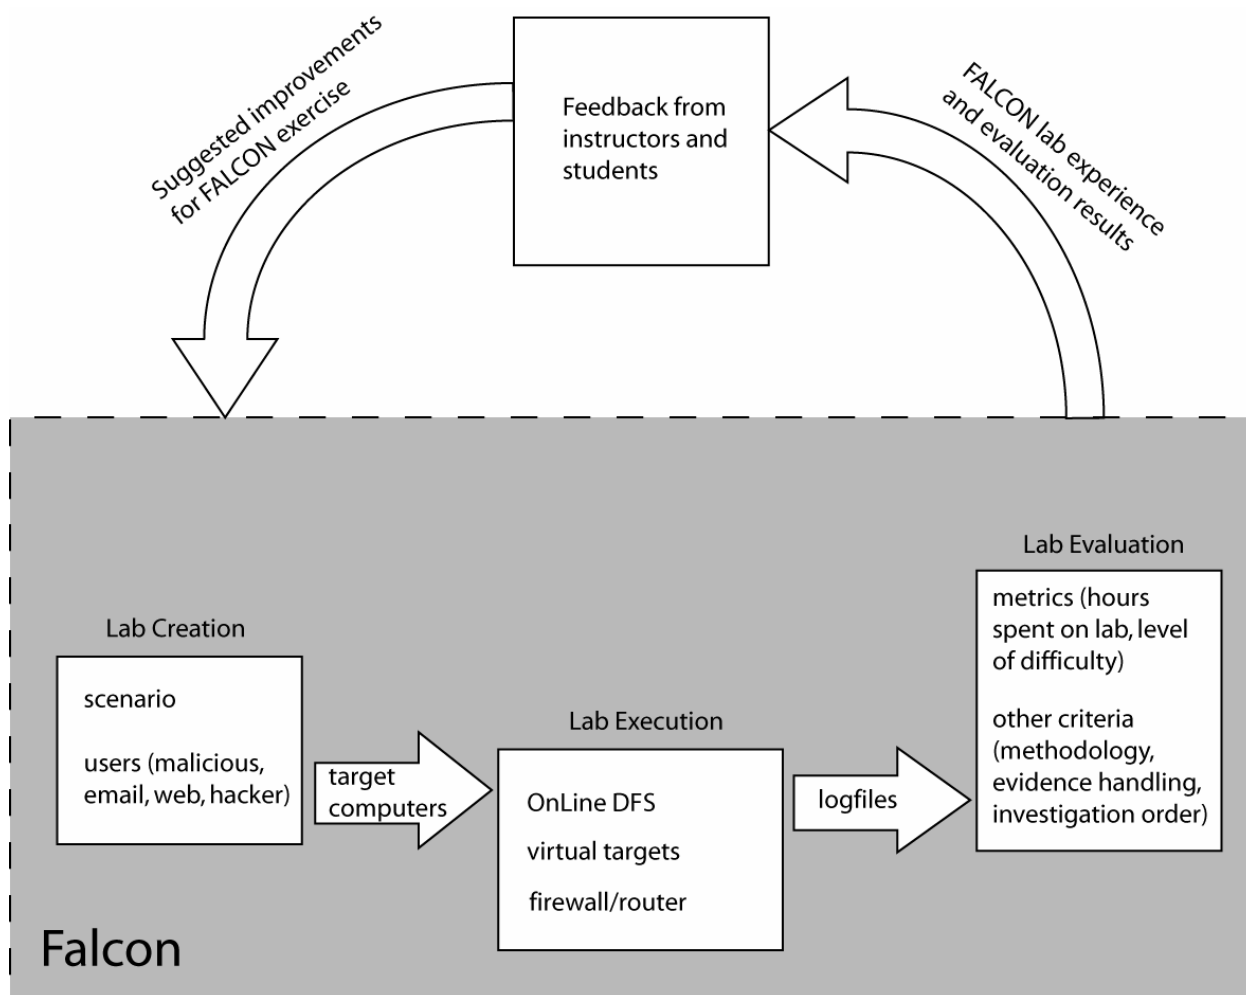 Suggested improvements
for FALCON exercise
Feedback from
instructors and
students
FALCON lab experience
and evaluation results
Lab Creation
scenario
users (malicious,
email, web, hacker)
target
computers
Lab Execution
OnLine DFS
virtual targets
firewall/router
logfiles
Lab Evaluation
metrics (hours
spent on lab, level
of difficulty)
other criteria
(methodology,
evidence handling,
investigation order)
Falcon